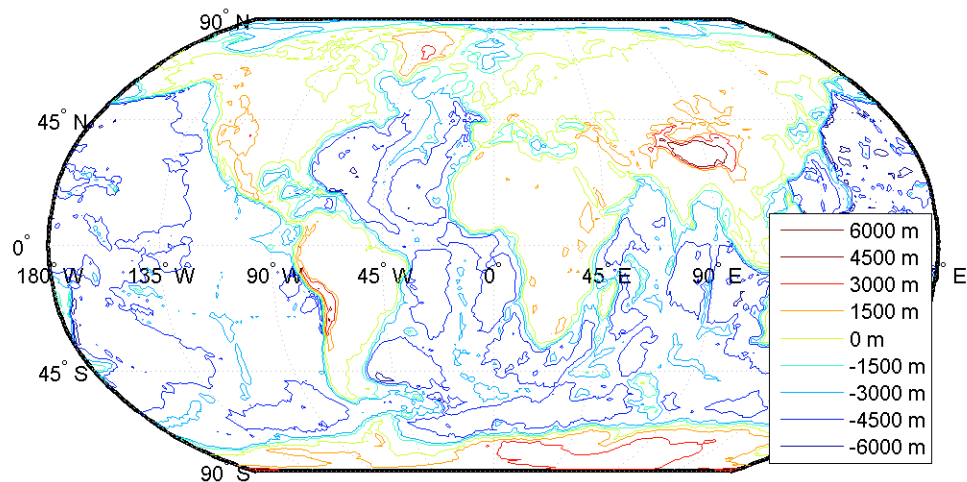 90° N
45° N
0°
180° W
135° W
90° W
45° W
0°
45° E
90° E
° E
45° S
90° S
6000 m
4500 m
3000 m
1500 m
0 m
-1500 m
-3000 m
-4500 m
-6000 m